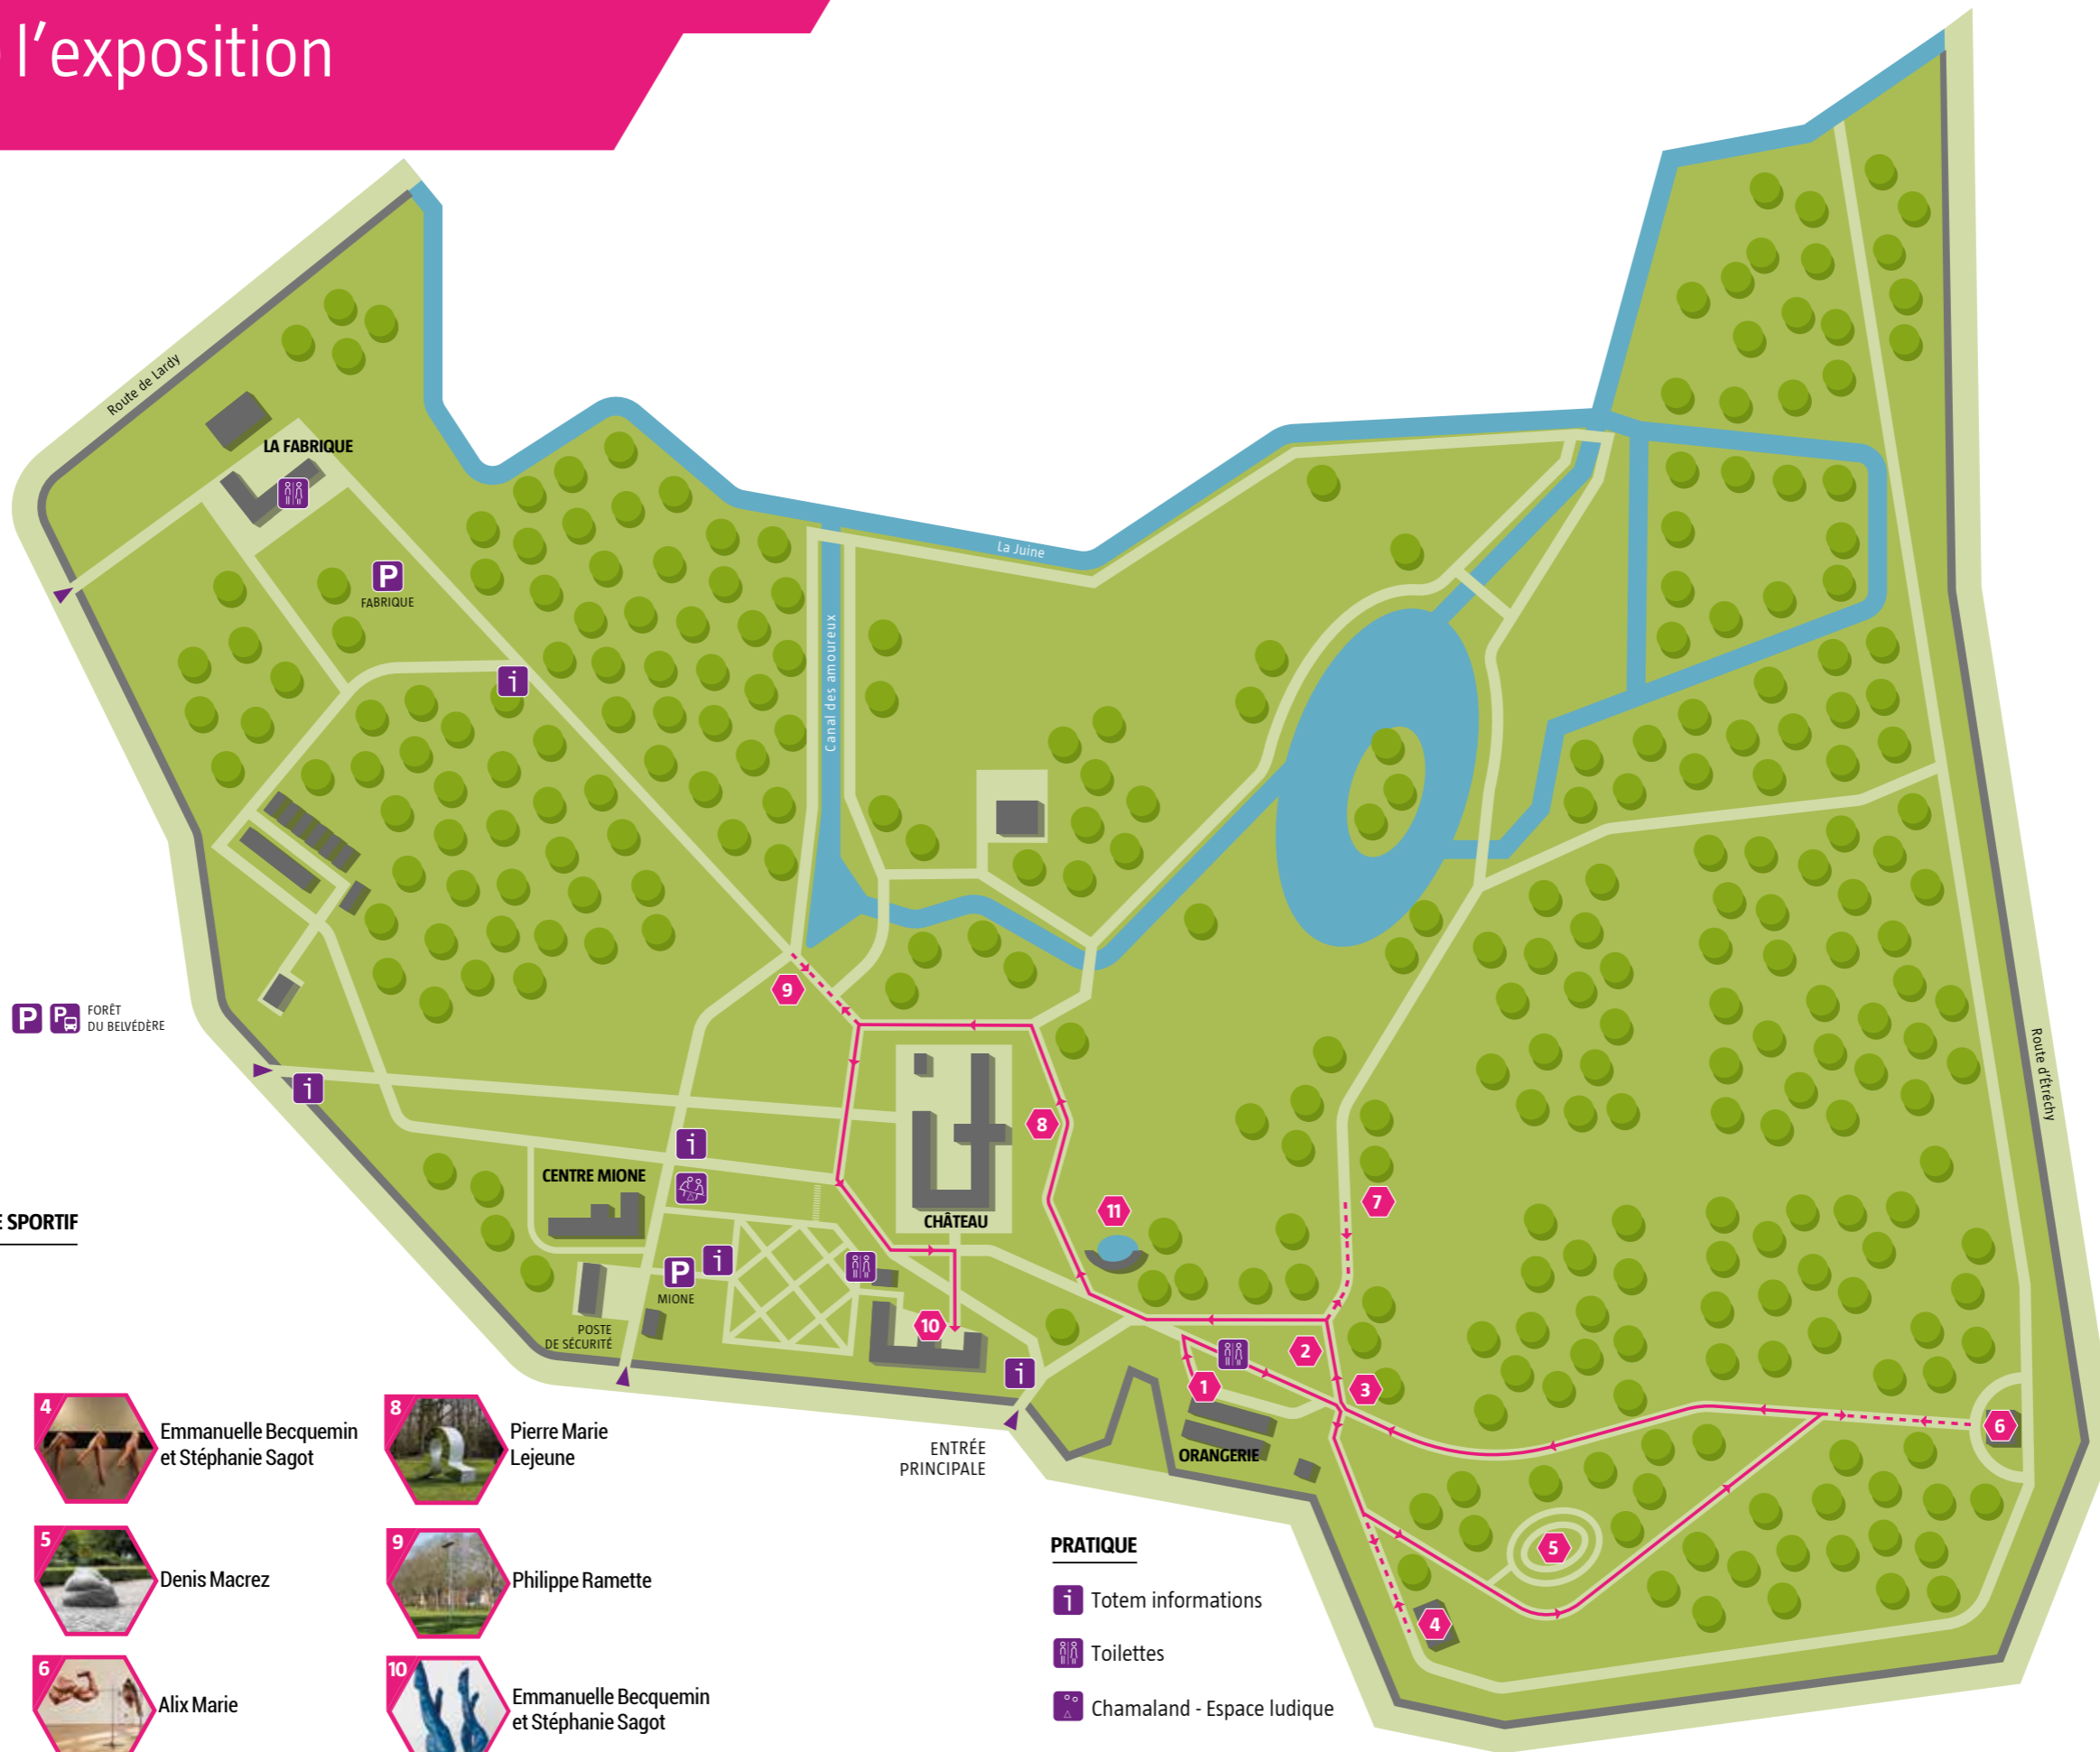 l'exposition
Route de Lardy
LA FABRIQUE
P
FABRIQUE
i
La Juine
Canal des amoureux
9
P P
FORÊT
DU BELVÉDÈRE
i
Route d'Étréchy
i
8
CENTRE MIONE
7
11
E SPORTIF
CHÂTEAU
P
i
MIONE
POSTE
DE SÉCURITÉ
10
2
i
1
3
6
ENTRÉE
PRINCIPALE
ORANGERIE
5
4
4
Emmanuelle Becquemin
et Stéphanie Sagot
5
Denis Macrez
6
Alix Marie
8
Pierre Marie
Lejeune
9
Philippe Ramette
10
Emmanuelle Becquemin
et Stéphanie Sagot
PRATIQUE
i Totem informations
Toilettes
Chamaland - Espace ludique